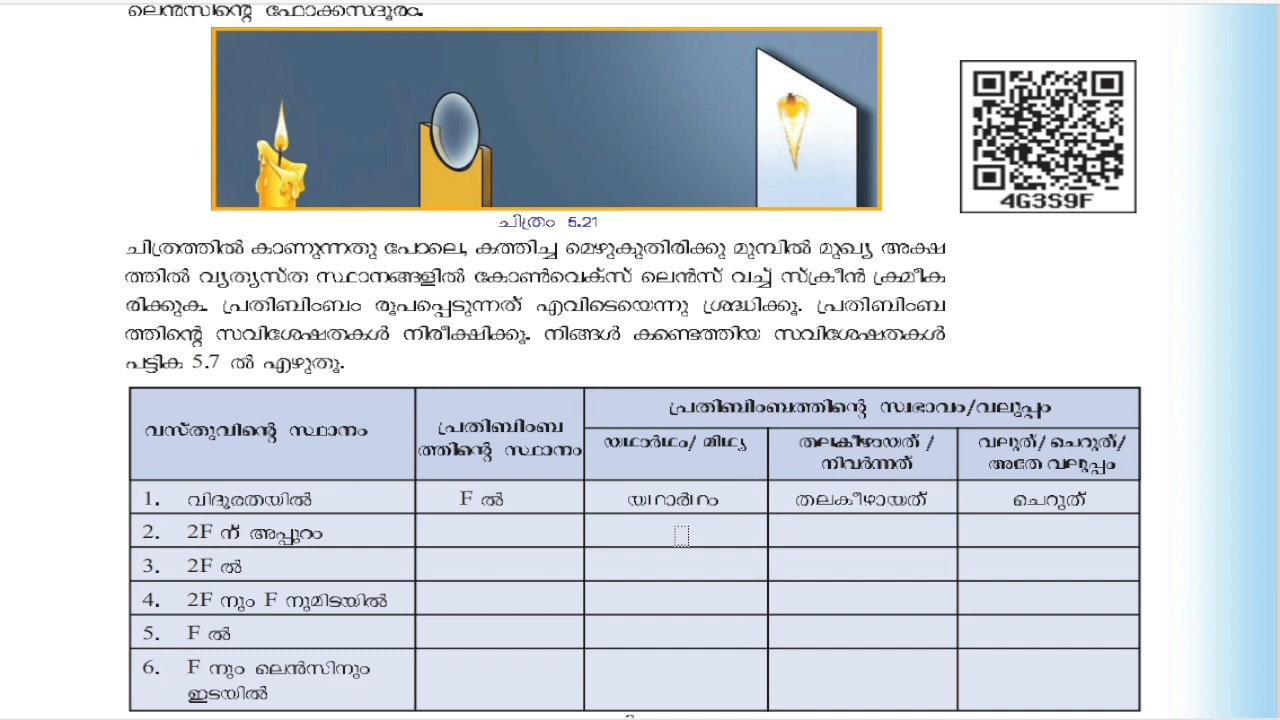 ലെൻസിന്റെ ഫോക്കസദൂരം.
4G3S9F
ചിത്രം 5.21
ചിത്രത്തിൽ കാണുന്നതു പോലെ, കത്തിച്ച മെഴുകുതിരിക്കു മുമ്പിൽ മുഖ്യ അക്ഷ
ത്തിൽ വ്യത്യസ്ത സ്ഥാനങ്ങളിൽ കോൺവെക്സ് ലെൻസ് വച്ച് സ്ക്രീൻ ക്രമീക
രിക്കുക. പ്രതിബിംബം രൂപപ്പെടുന്നത് എവിടെയെന്നു ശ്രദ്ധിക്കൂ. പ്രതിബിംബ
ത്തിന്റെ സവിശേഷതകൾ നിരീക്ഷിക്കൂ. നിങ്ങൾ കണ്ടെത്തിയ സവിശേഷതകൾ
പട്ടിക 5.7 ൽ എഴുതൂ.
വസ്തുവിന്റെ സ്ഥാനം
പ്രതിബിംബ
ത്തിന്റെ സ്ഥാനം
പ്രതിബിംബത്തിന്റെ സ്വഭാവം/വലുപ്പം
യഥാർഥം/ മിഥ്യ
തലകീഴായത് /
നിവർന്നത്
വലുത്/ ചെറുത്/
അതേ വലുപ്പം
1. വിദൂരതയിൽ F ൽ യഥാർഥം തലകീഴായത് ചെറുത്
2. 2F ന് അപ്പുറം
3. 2F ൽ
4. 2F നും F നുമിടയിൽ
5. F ൽ
6. F നും ലെൻസിനും
ഇടയിൽ